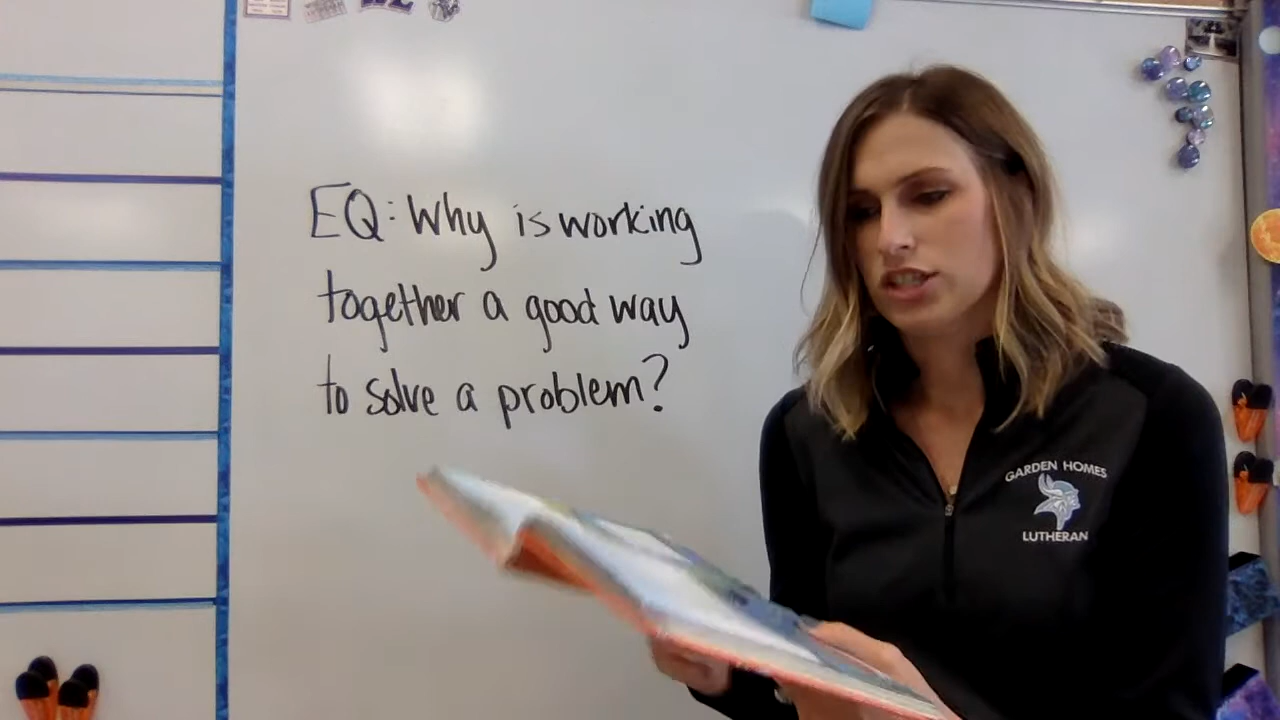 EQ: Why is working
together a good way
to solve a problem?
GARDEN HOMES
LUTHERAN